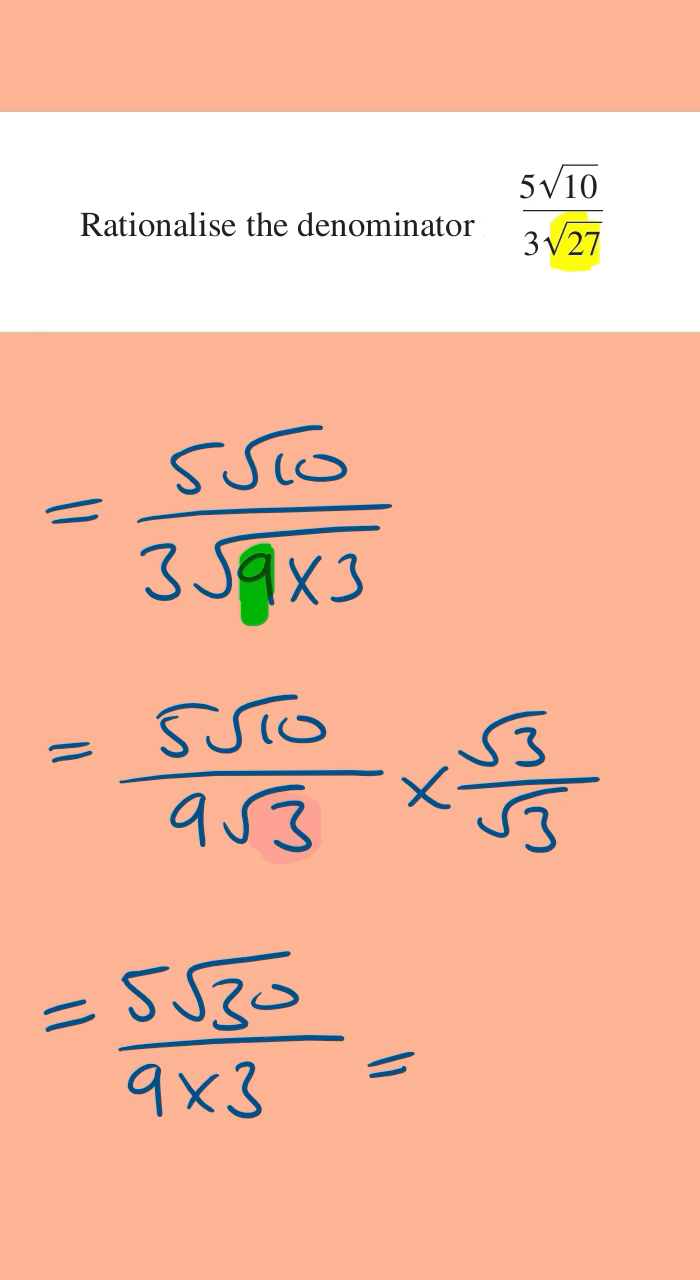 Rationalise the denominator 5√10 / 3√27
= 5√10 / 3√9×3
= 5√10 / 9√3 × √3 / √3
= 5√30 / 9×3 =